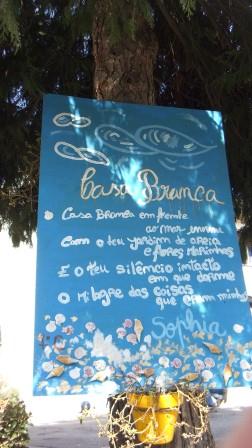 Casa Branca
Casa Branca em frente
ao mar enorme
Com o teu jardim de areia
e flores marinhas
E o teu silêncio intacto
em que dorme
O milagre das coisas
que eram minhas
Sophia